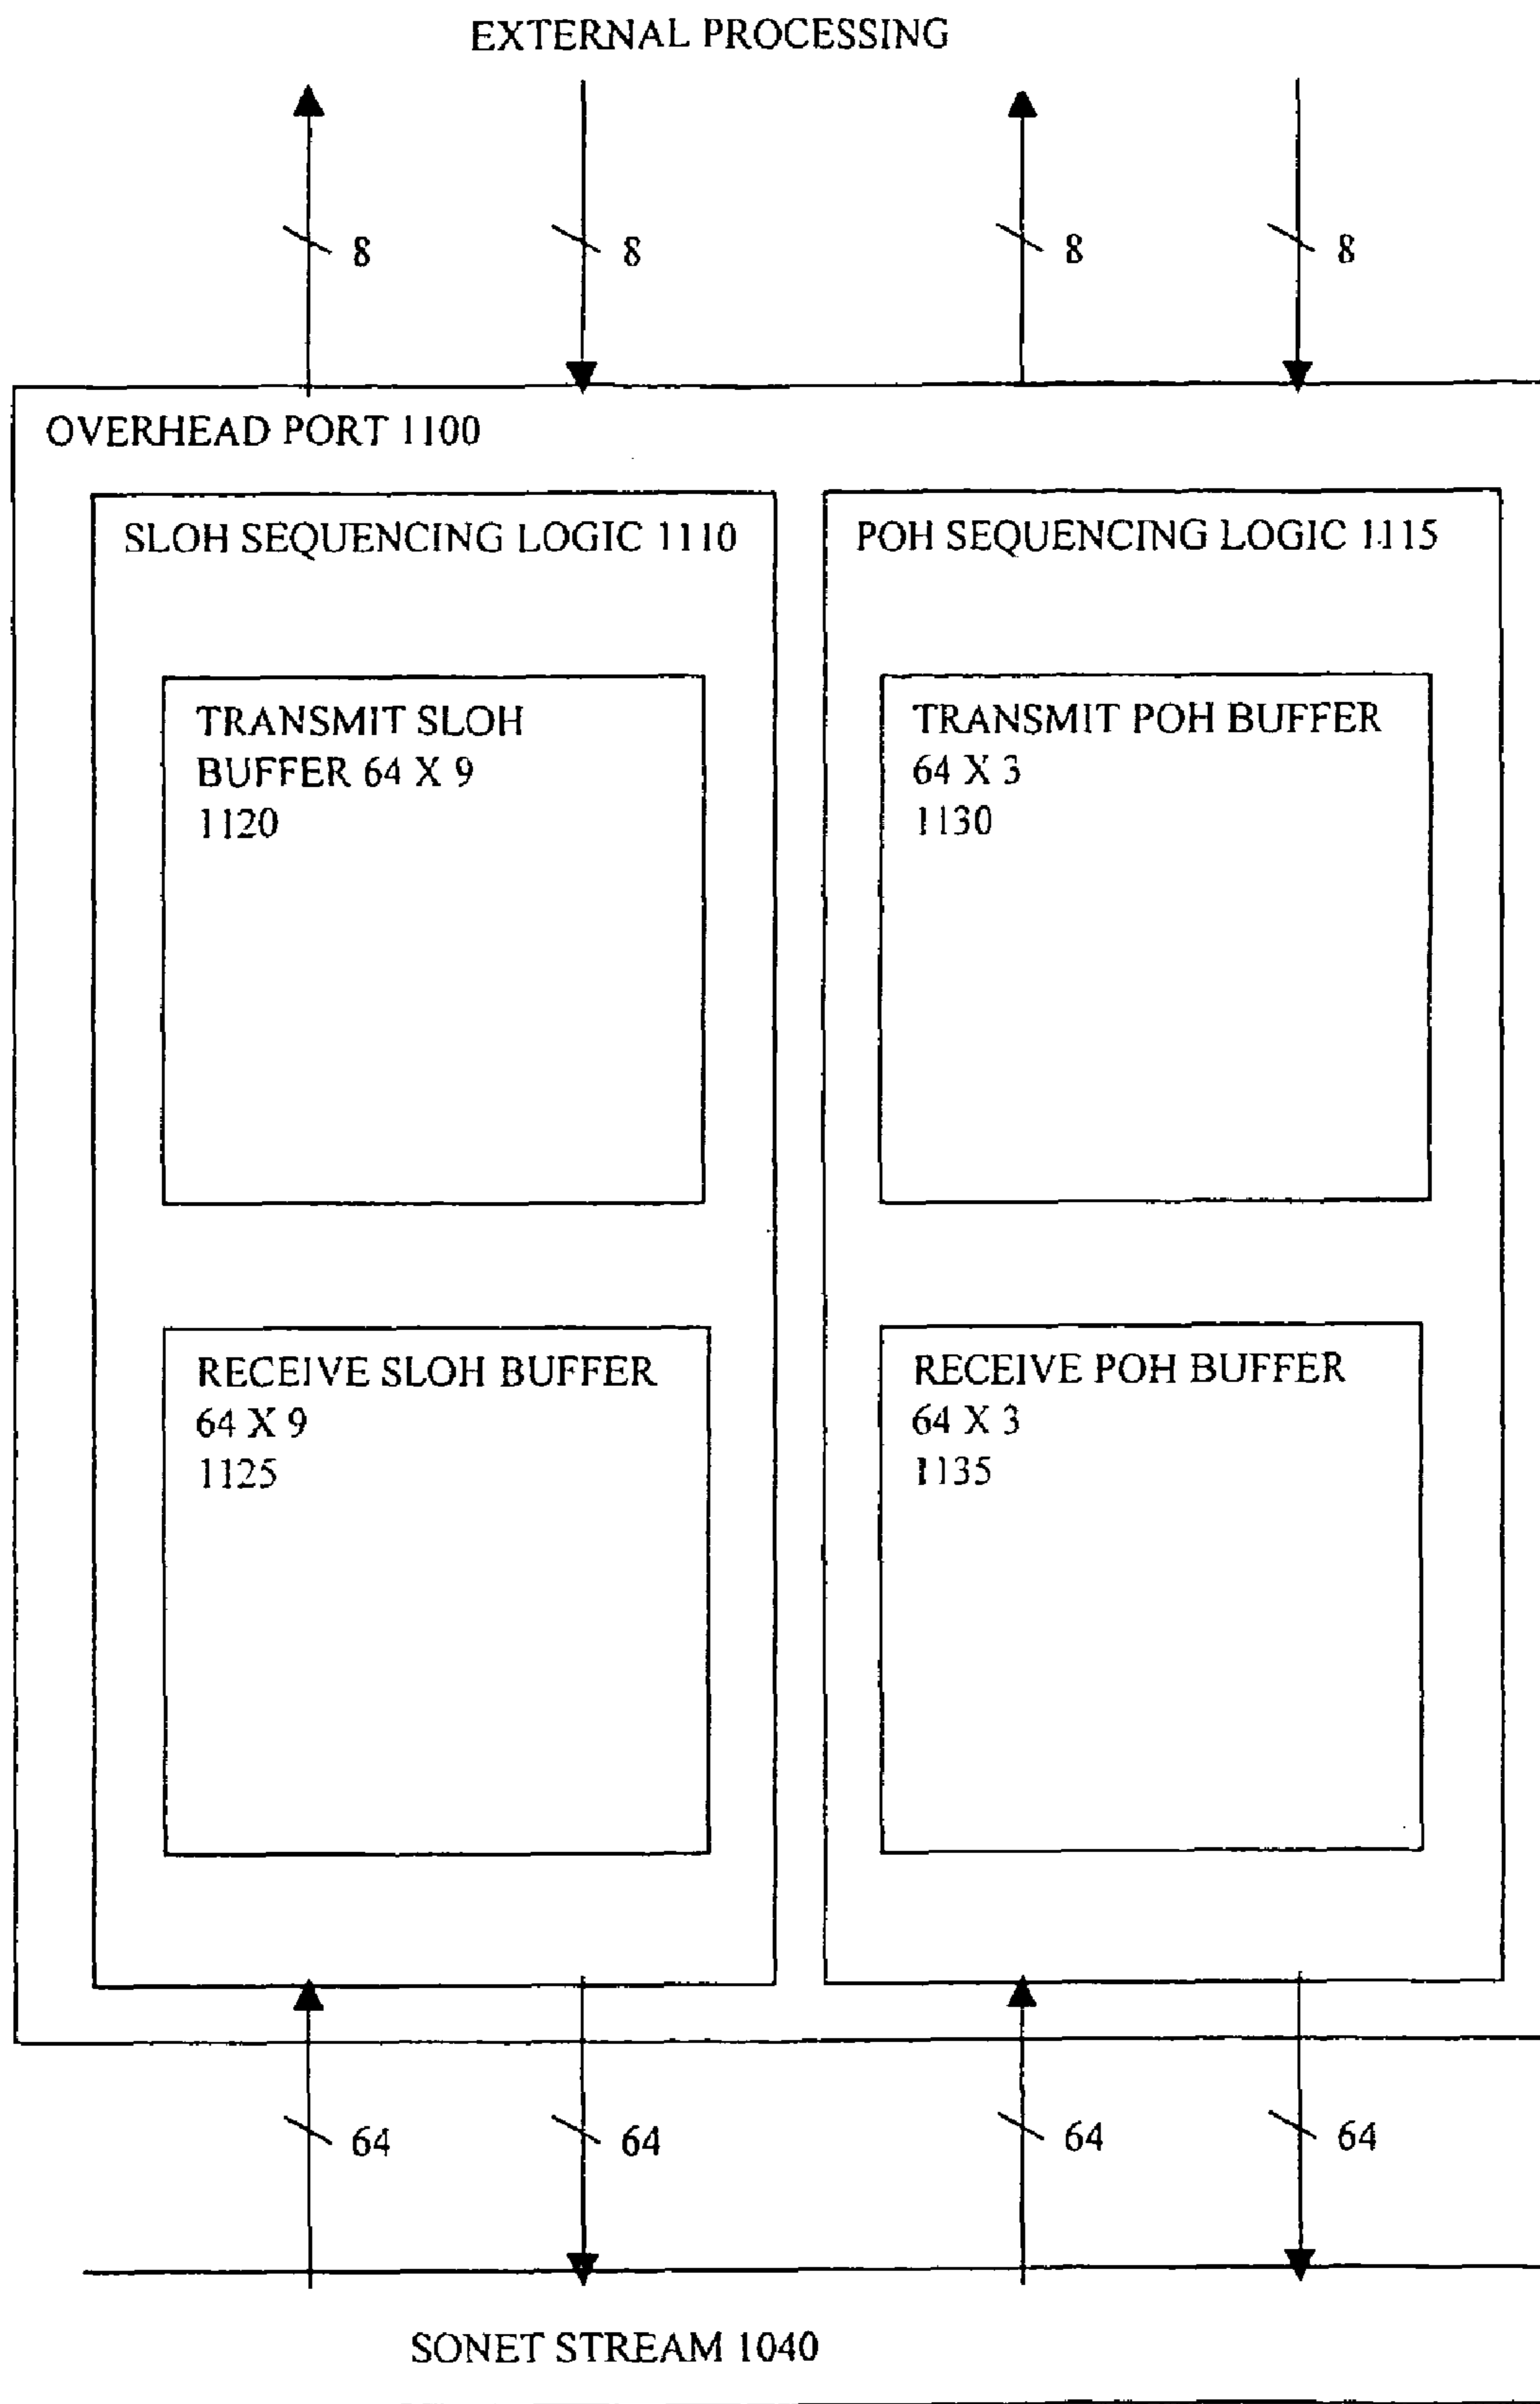 EXTERNAL PROCESSING
8 8 8 8
OVERHEAD PORT 1100
SLOH SEQUENCING LOGIC 1110
POH SEQUENCING LOGIC 1115
TRANSMIT SLOH
BUFFER 64 X 9
1120
TRANSMIT POH BUFFER
64 X 3
1130
RECEIVE SLOH BUFFER
64 X 9
1125
RECEIVE POH BUFFER
64 X 3
1135
64 64 64 64
SONET STREAM 1040